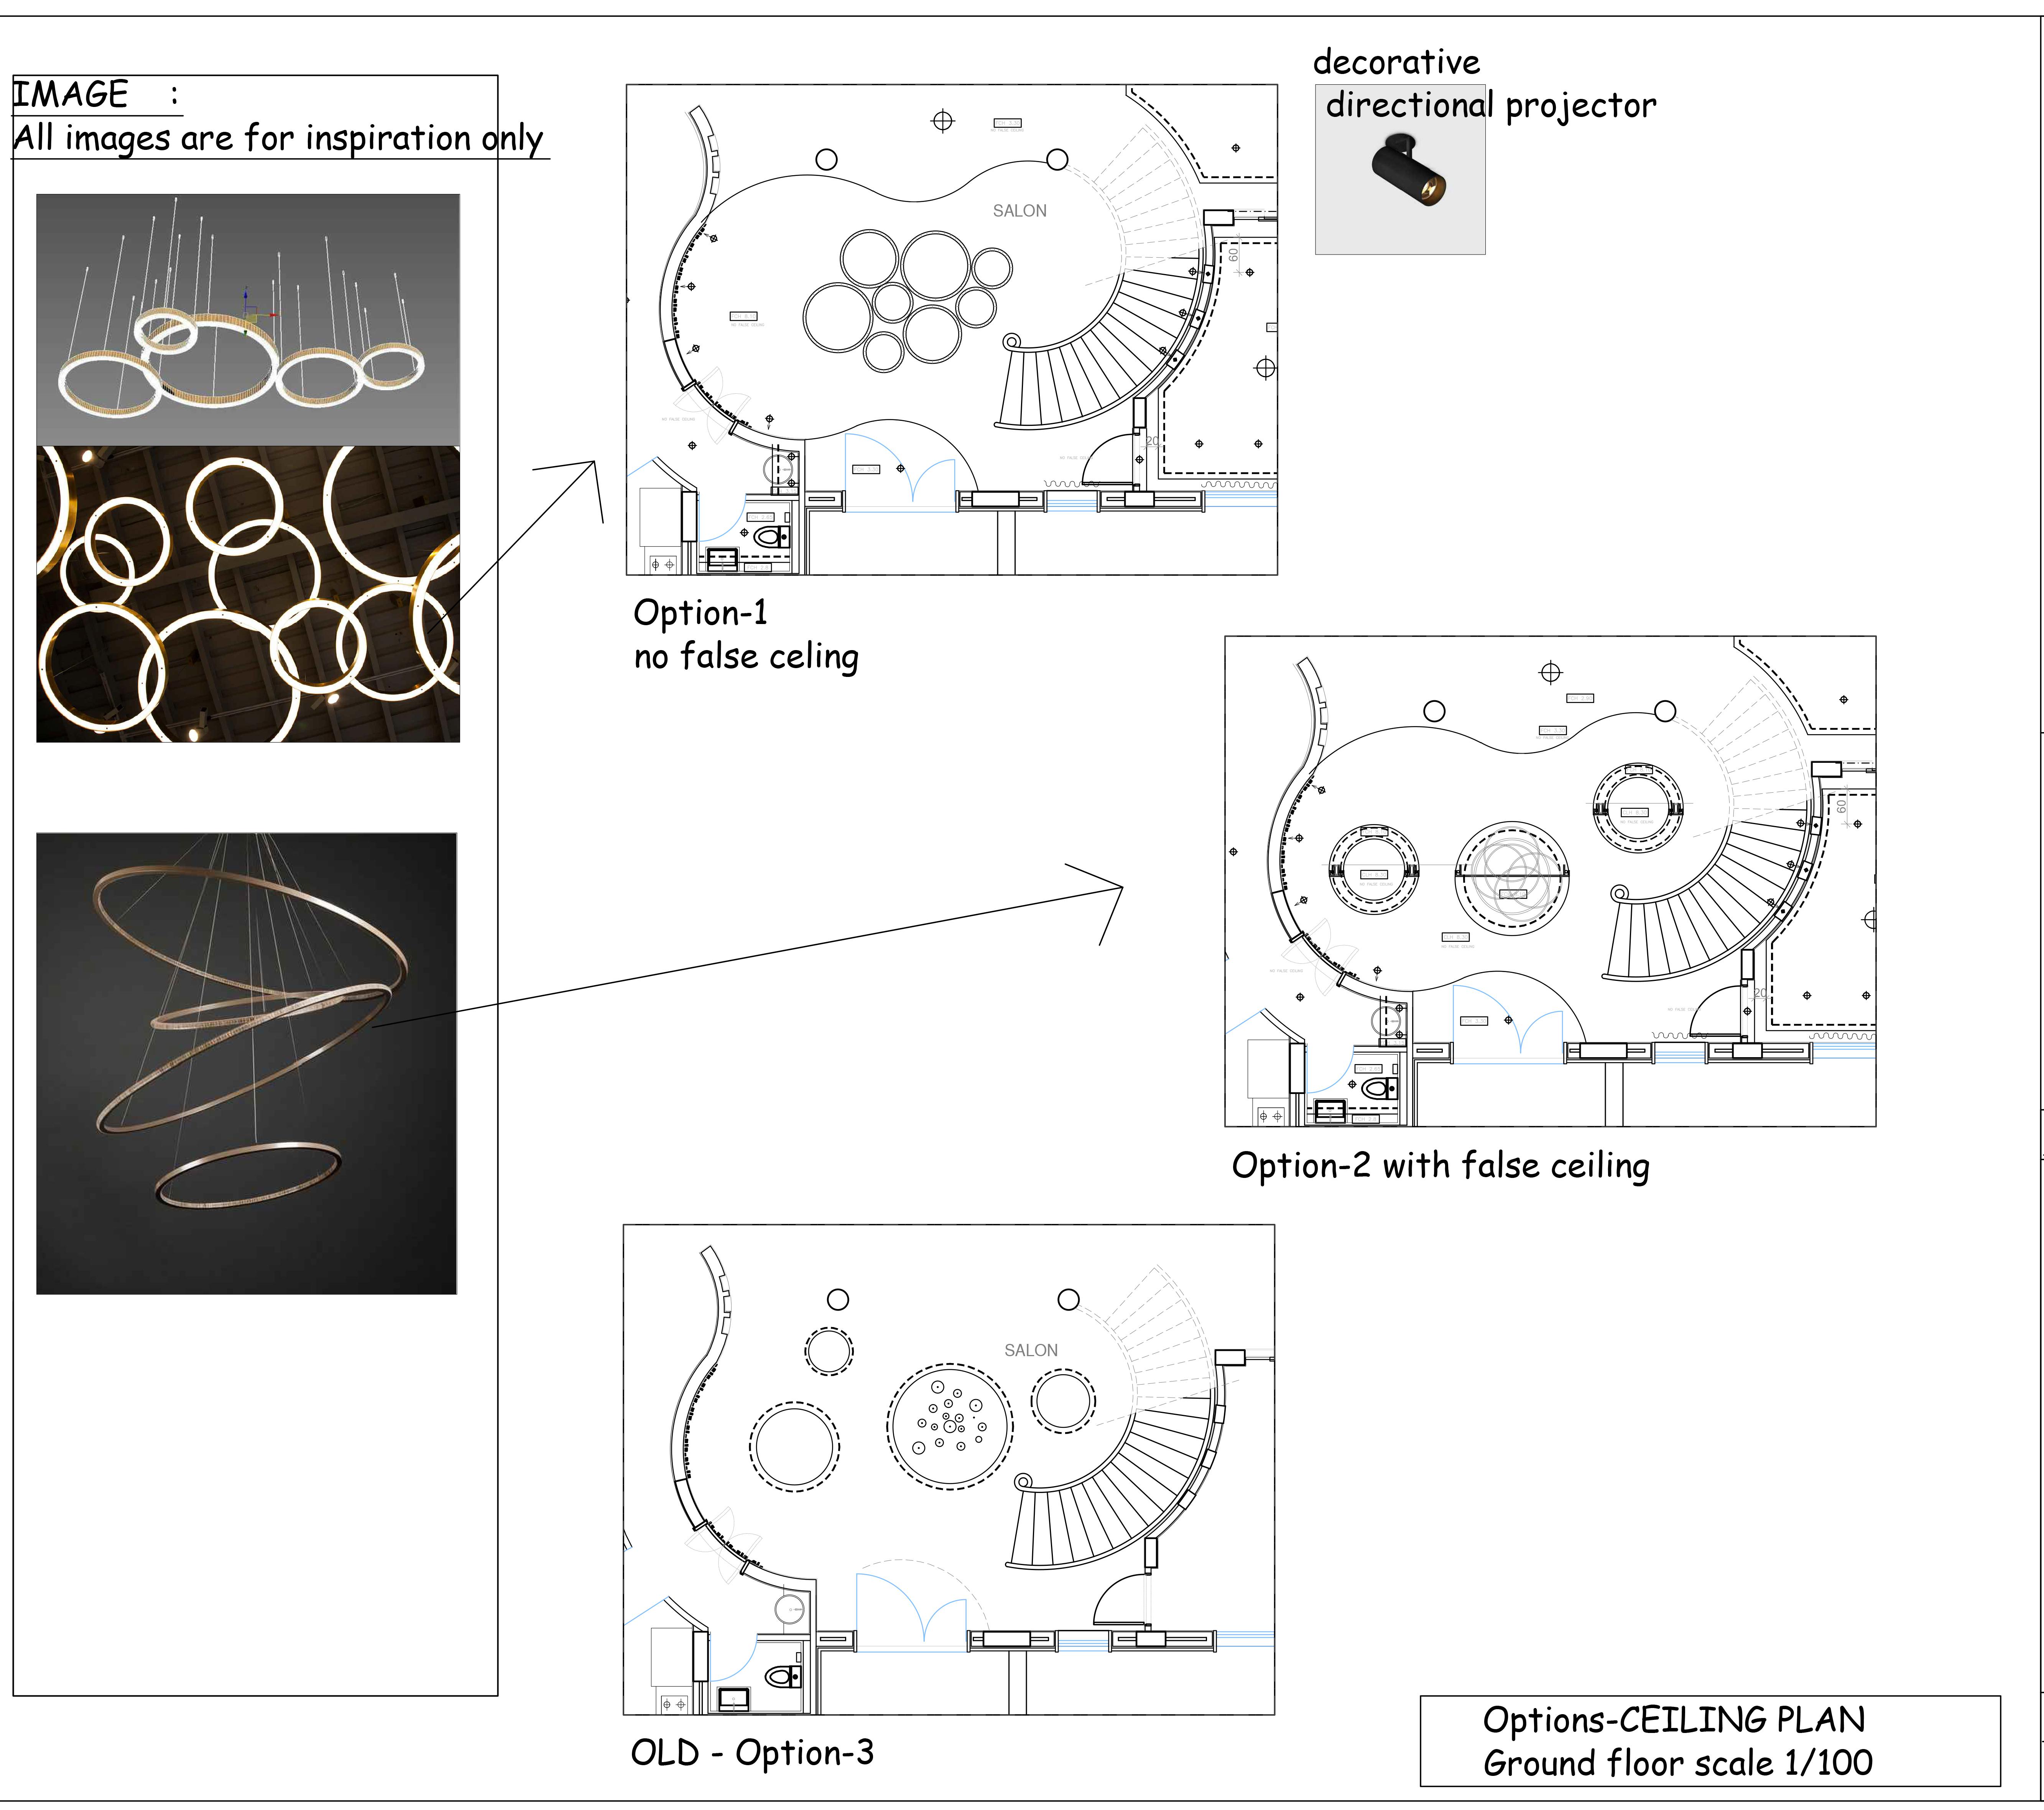 IMAGE :
All images are for inspiration only
decorative
directional projector
SALON
60
20
Option-1
no false celing
60
20
Option-2 with false ceiling
SALON
OLD - Option-3
Options-CEILING PLAN
Ground floor scale 1/100